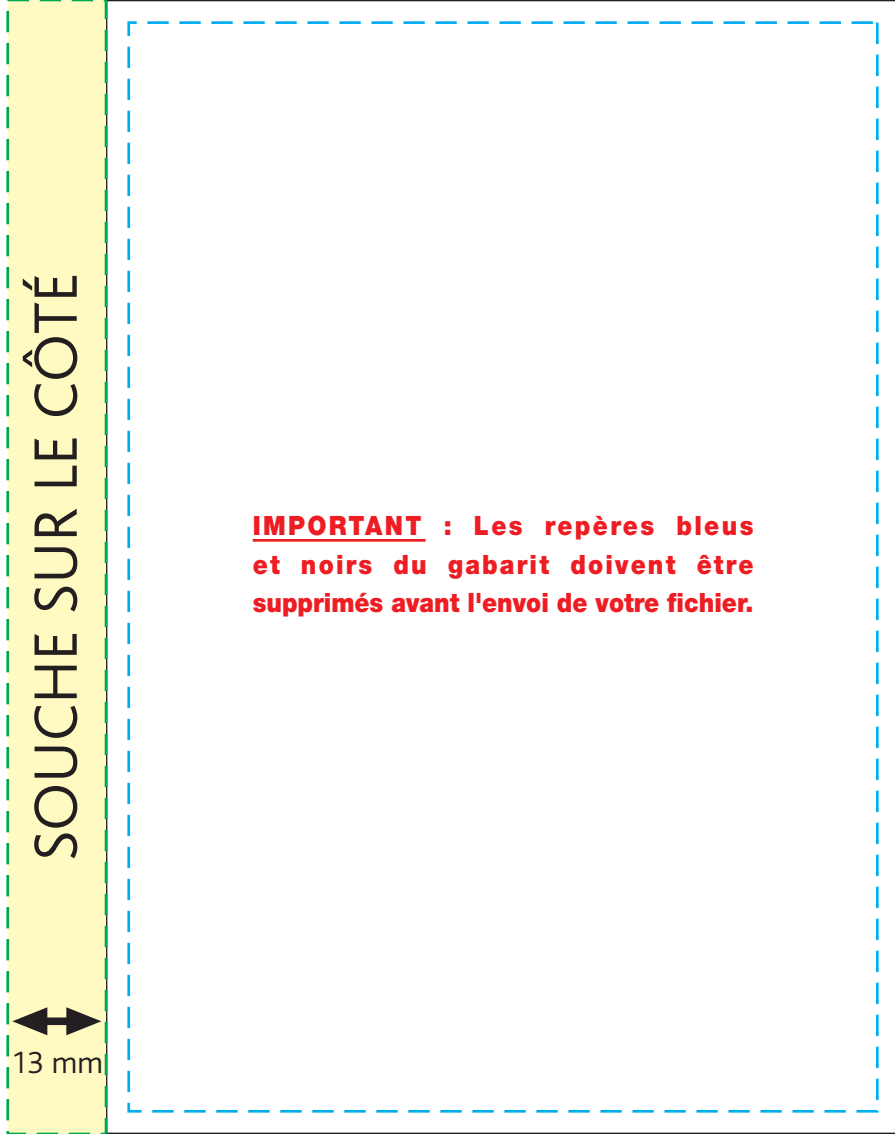 SOUCHE SUR LE CÔTÉ
13 mm
IMPORTANT : Les repères bleus
et noirs du gabarit doivent être
supprimés avant l'envoi de votre fichier.